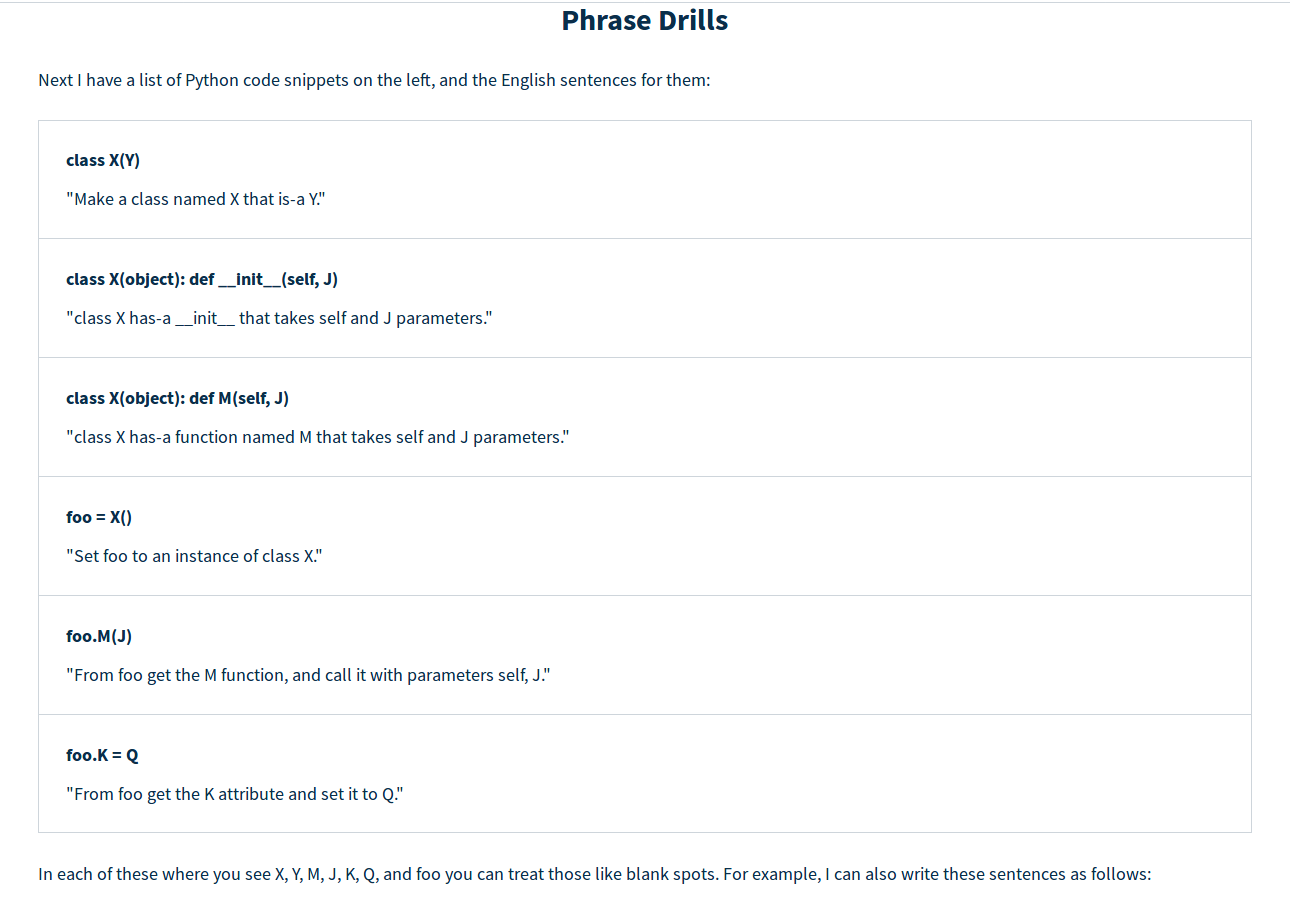 Phrase Drills
Next I have a list of Python code snippets on the left, and the English sentences for them:
class X(Y)
"Make a class named X that is-a Y."
class X(object): def __init__(self, J)
"class X has-a __init__ that takes self and J parameters."
class X(object): def M(self, J)
"class X has-a function named M that takes self and J parameters."
foo = X()
"Set foo to an instance of class X."
foo.M(J)
"From foo get the M function, and call it with parameters self, J."
foo.K = Q
"From foo get the K attribute and set it to Q."
In each of these where you see X, Y, M, J, K, Q, and foo you can treat those like blank spots. For example, I can also write these sentences as follows: